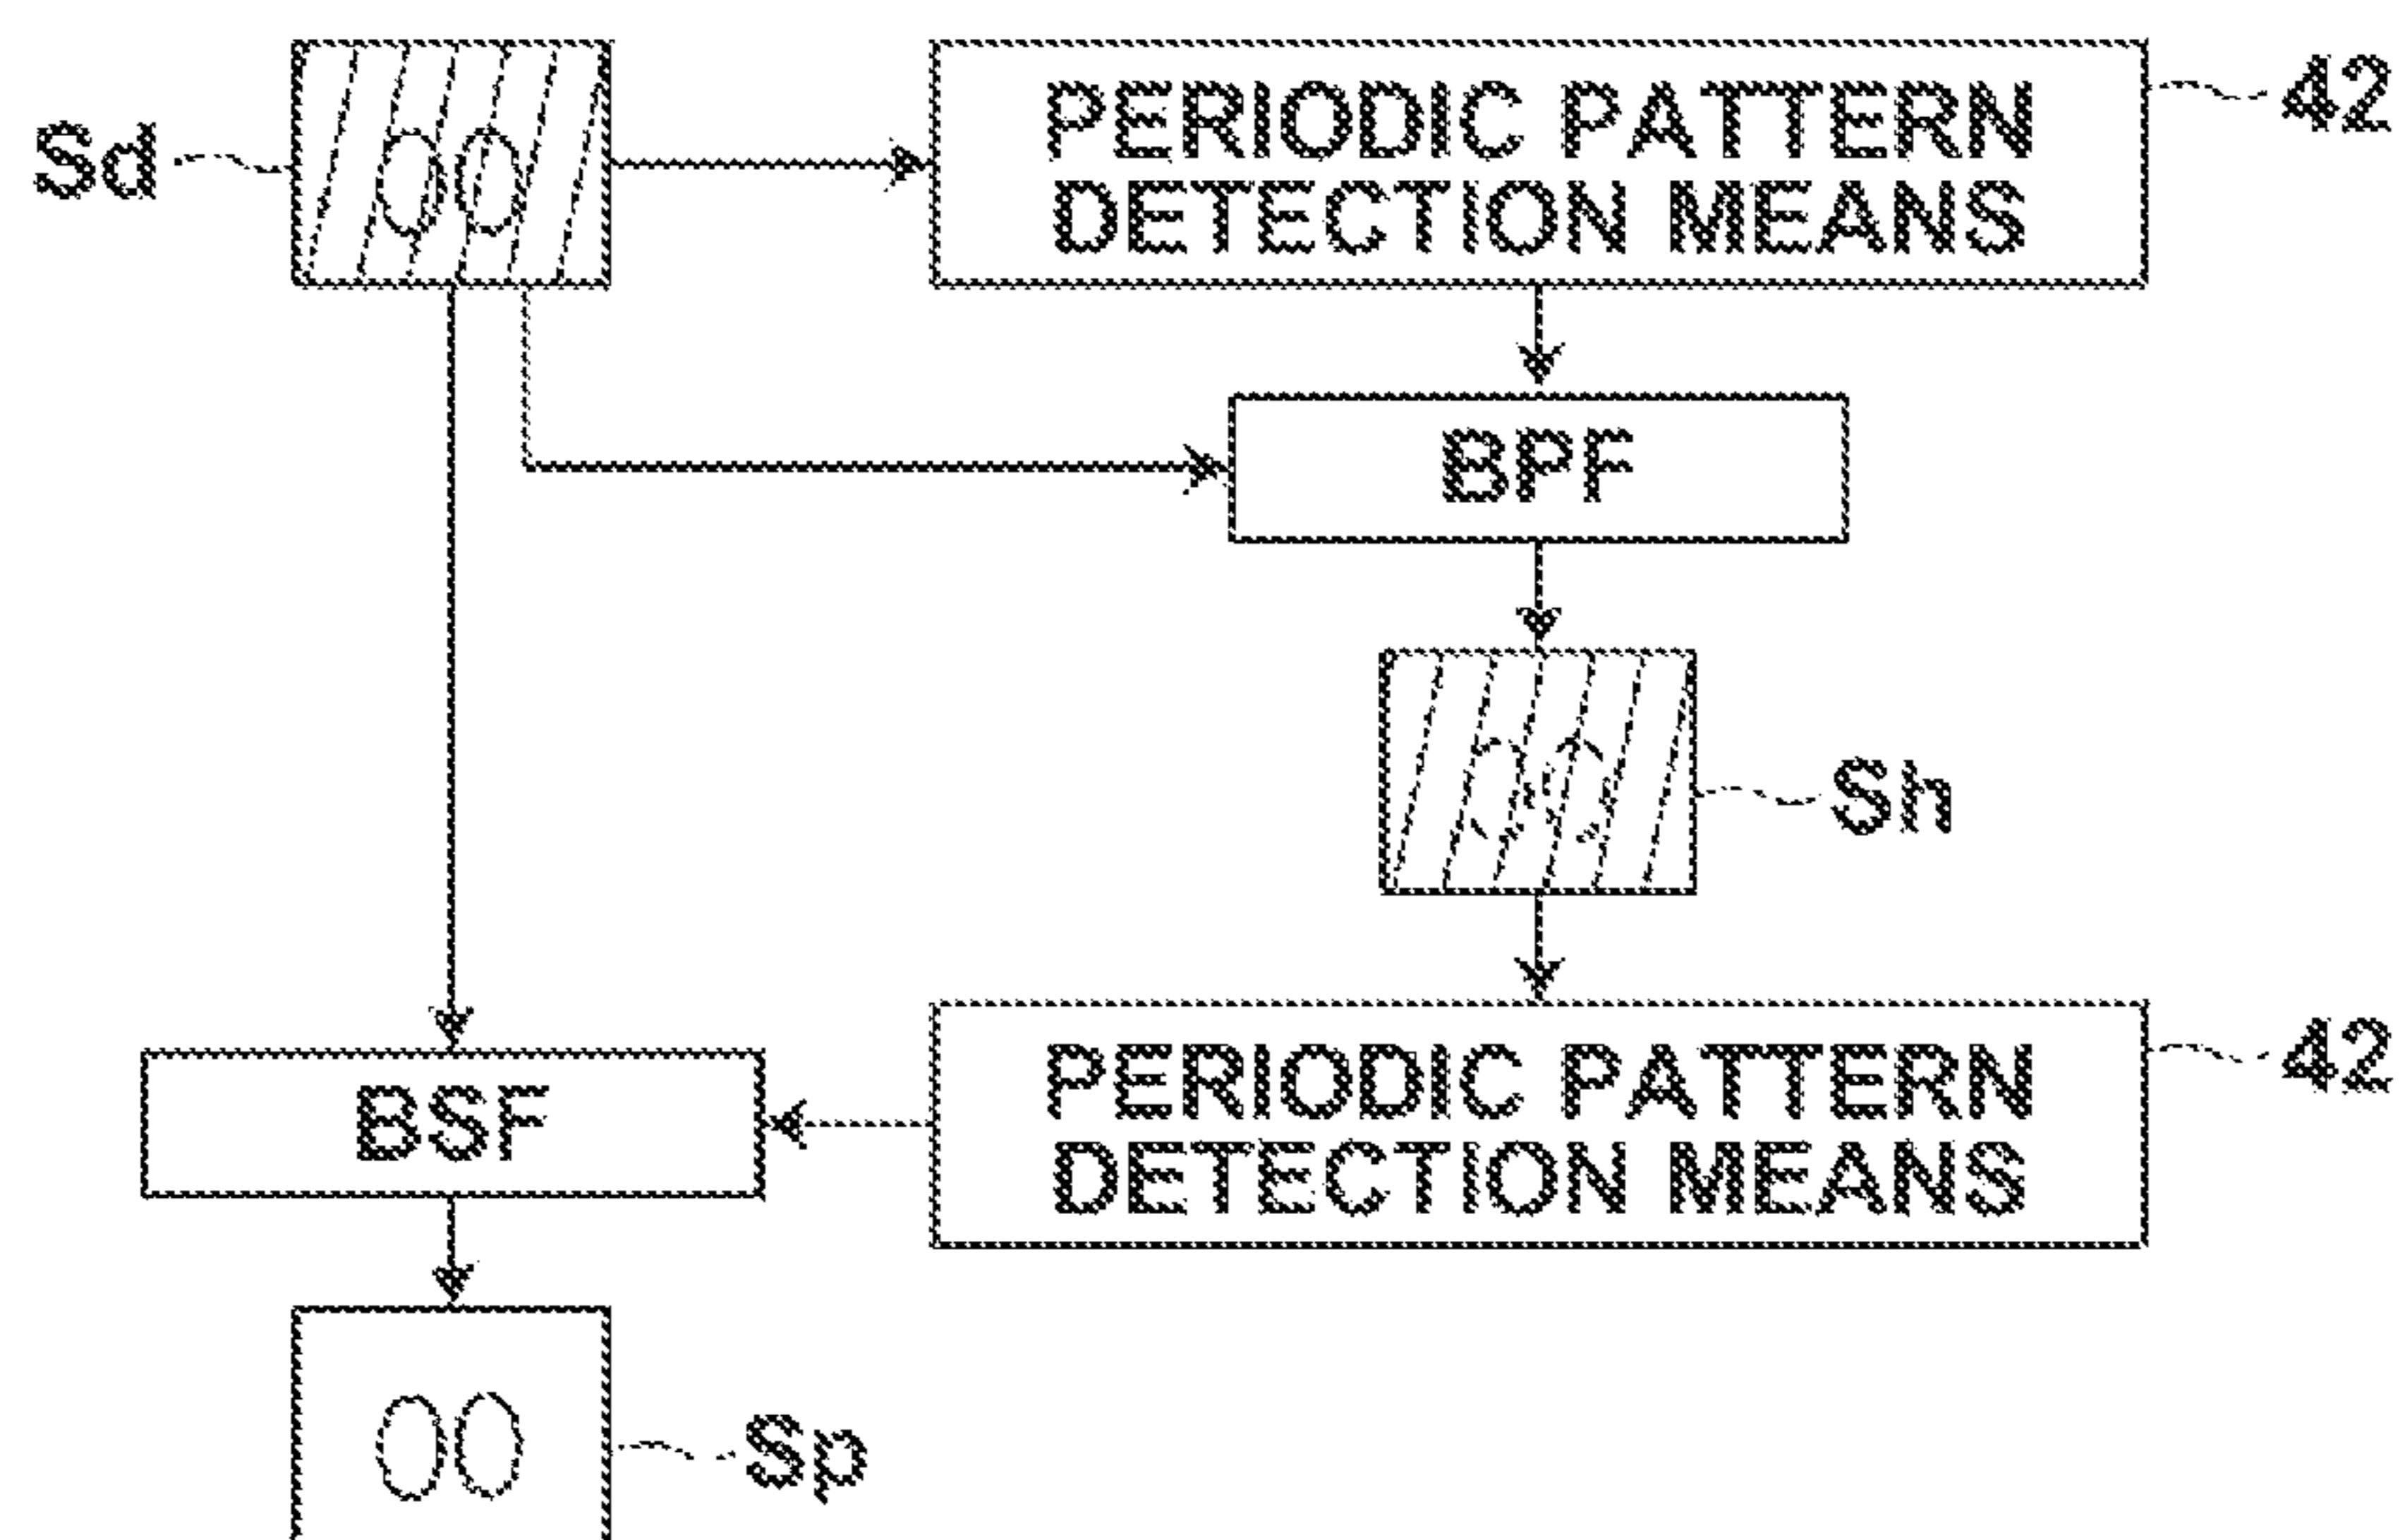 Sd
PERIODIC PATTERN
DETECTION MEANS
42
BPF
Sh
BSF
PERIODIC PATTERN
DETECTION MEANS
42
Sp